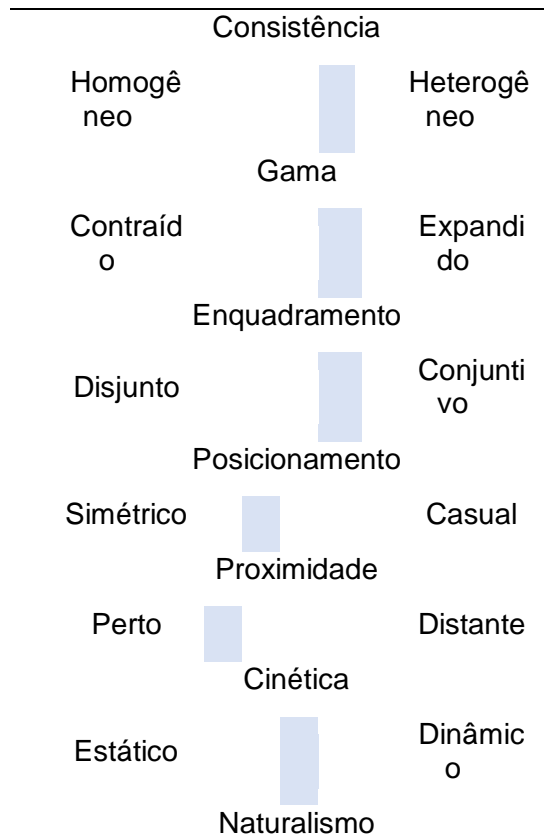 Consistência
Homogê Heterogê
neo neo
Gama
Contraíd Expandi
o do
Enquadramento
Disjunto Conjunti
vo
Posicionamento
Simétrico Casual
Proximidade
Perto Distante
Cinética
Estático Dinâmic
o
Naturalismo